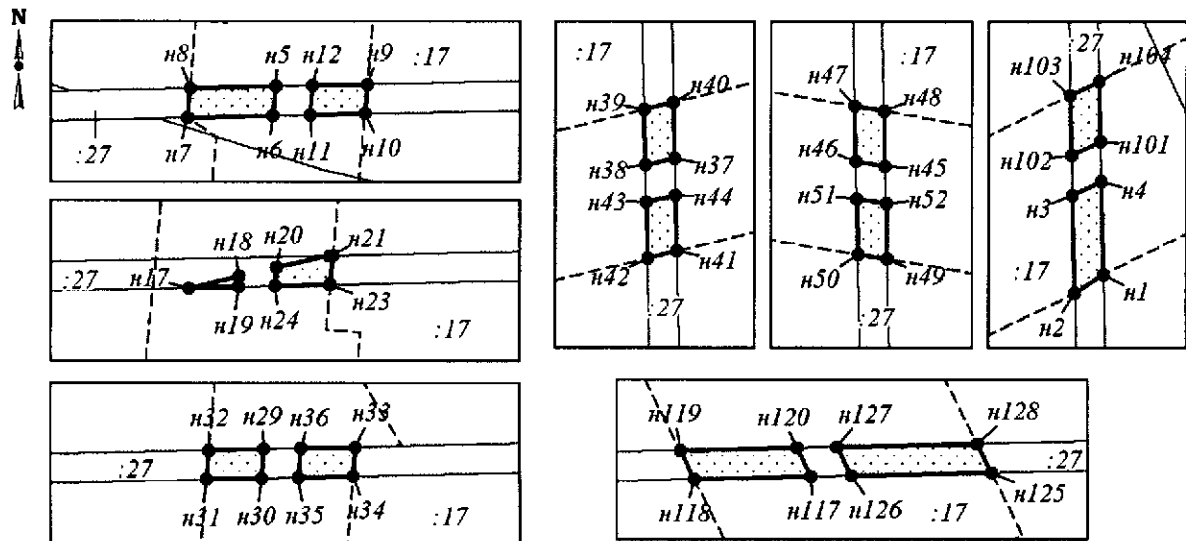 N
н8 н5 н12 н9 :17
:27 н7 н6 н11 н10
н20 н21
н18
:27 н17
н19 н24 н23 :17
н32 н29 н36 н33
:27
н31 н30 н35 н34 :17
:17
н39 н40
н38 н37
н43 н44
н42 н41
:27
:17
н47 н48
н46 н45
н51 н52
н50 н49
:27
:27 н104
н103
н102 н101
н3 н4
:17
н2 н1
н119 н120 н127 н128
:27
н118 н117 н126 :17 н125